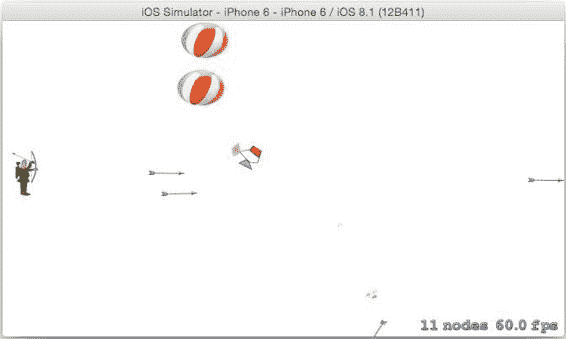 iOS Simulator - iPhone 6 - iPhone 6 / iOS 8.1 (12B411)
11 nodes 60.0 fps